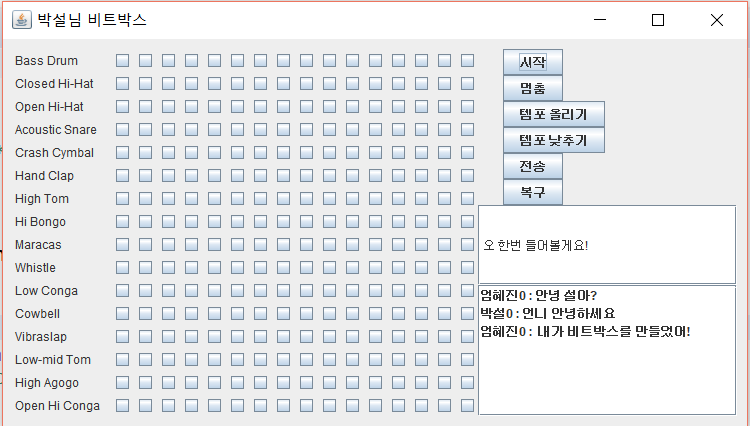 박설님 비트박스
Bass Drum
Closed Hi-Hat
Open Hi-Hat
Acoustic Snare
Crash Cymbal
Hand Clap
High Tom
Hi Bongo
Maracas
Whistle
Low Conga
Cowbell
Vibraslap
Low-mid Tom
High Agogo
Open Hi Conga
시작
멈춤
템포 올리기
템포 낮추기
전송
복구
오 한번 들어볼게요!
엄혜진0 : 안녕 설아?
박설0 : 언니 안녕하세요
엄혜진0 : 내가 비트박스를 만들었어!